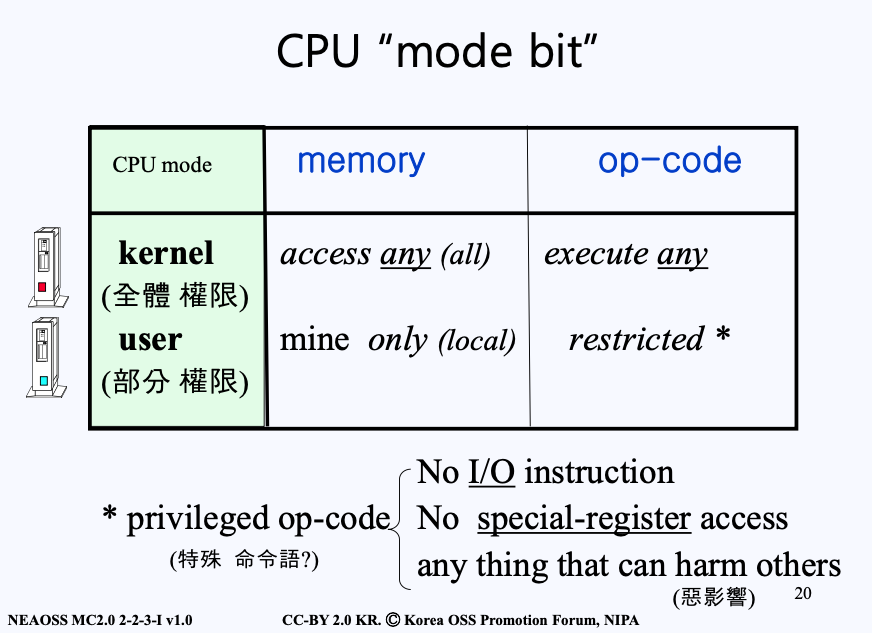 CPU “mode bit”
CPU mode memory op-code
kernel access any (all) execute any
(全體 權限)
user mine only (local) restricted *
(部分 權限)
No I/O instruction
* privileged op-code No special-register access
(特殊 命令語?) any thing that can harm others
(惡影響) 20
NEAOSS MC2.0 2-2-3-I v1.0 CC-BY 2.0 KR. Ⓒ Korea OSS Promotion Forum, NIPA